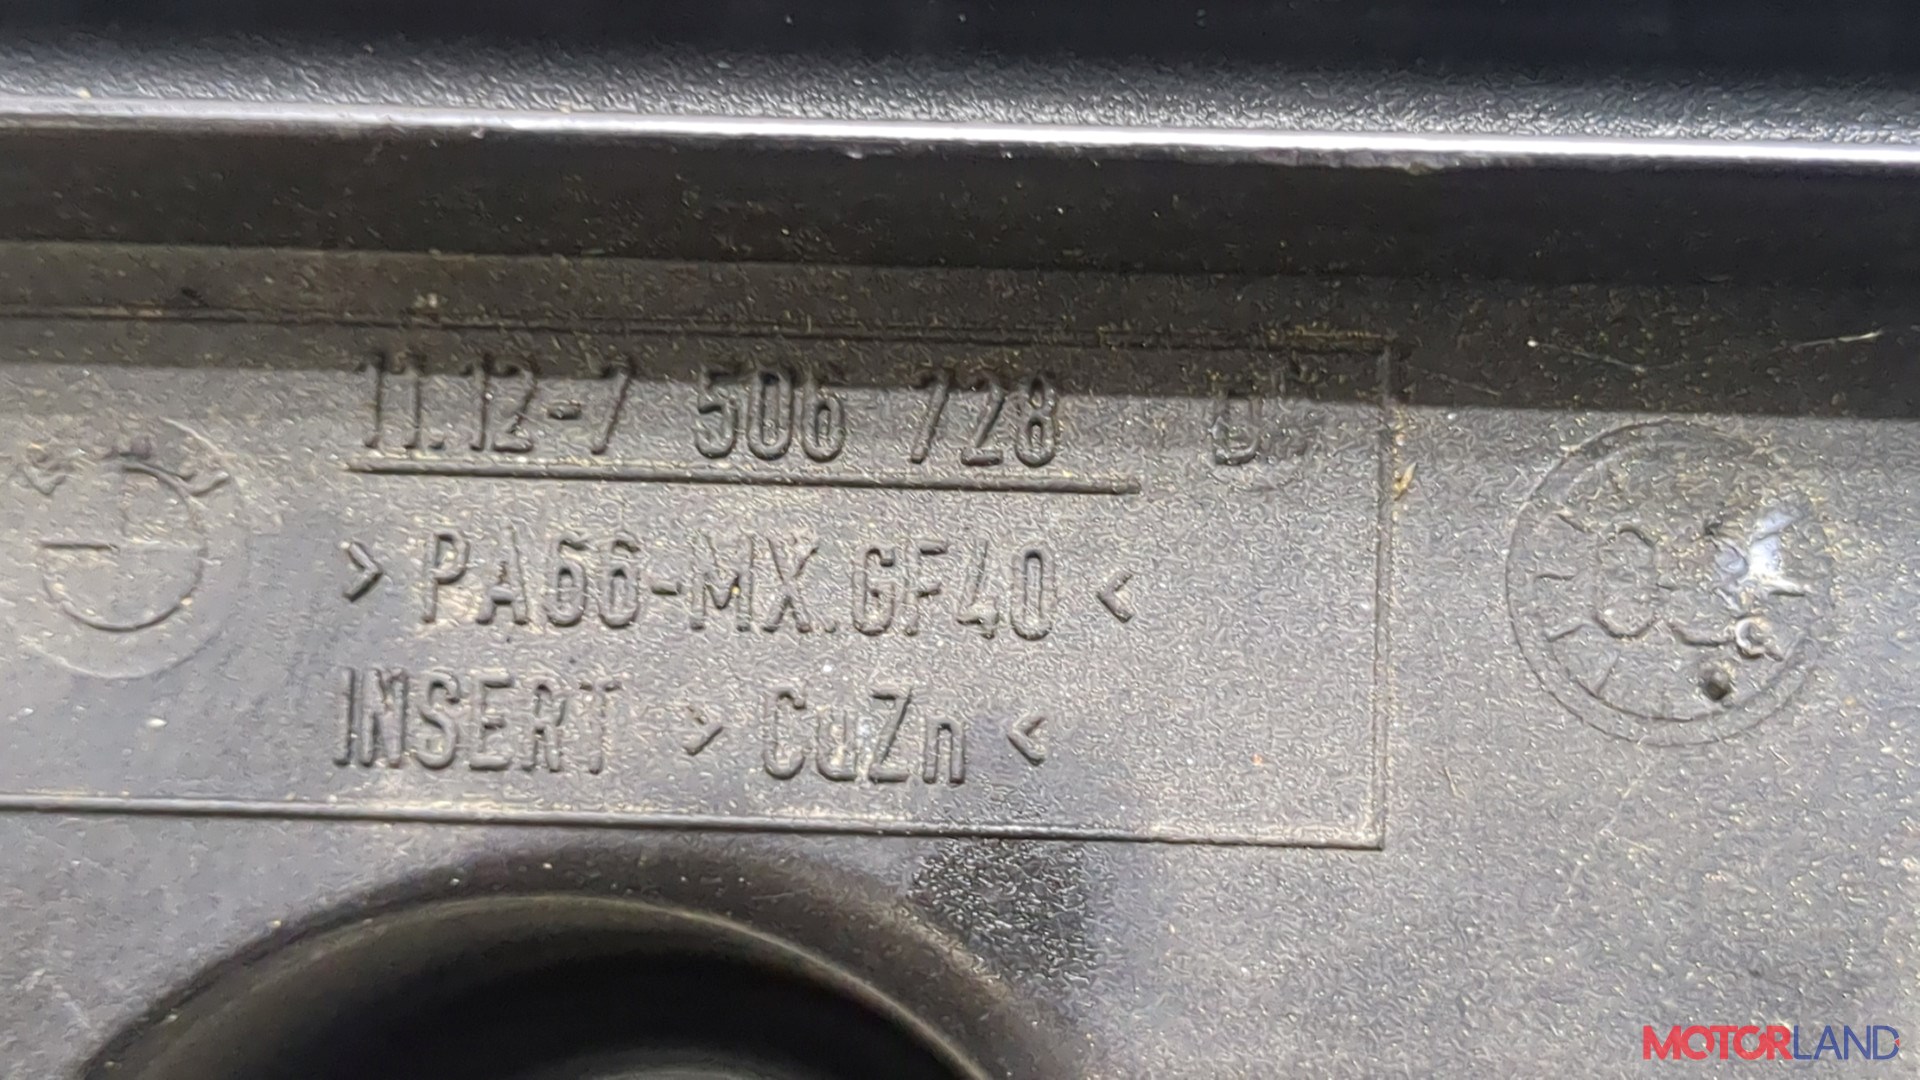 11.12-7 506 728
>PA66-MX.GF40<
INSERT >CuZn<
MOTORLAND